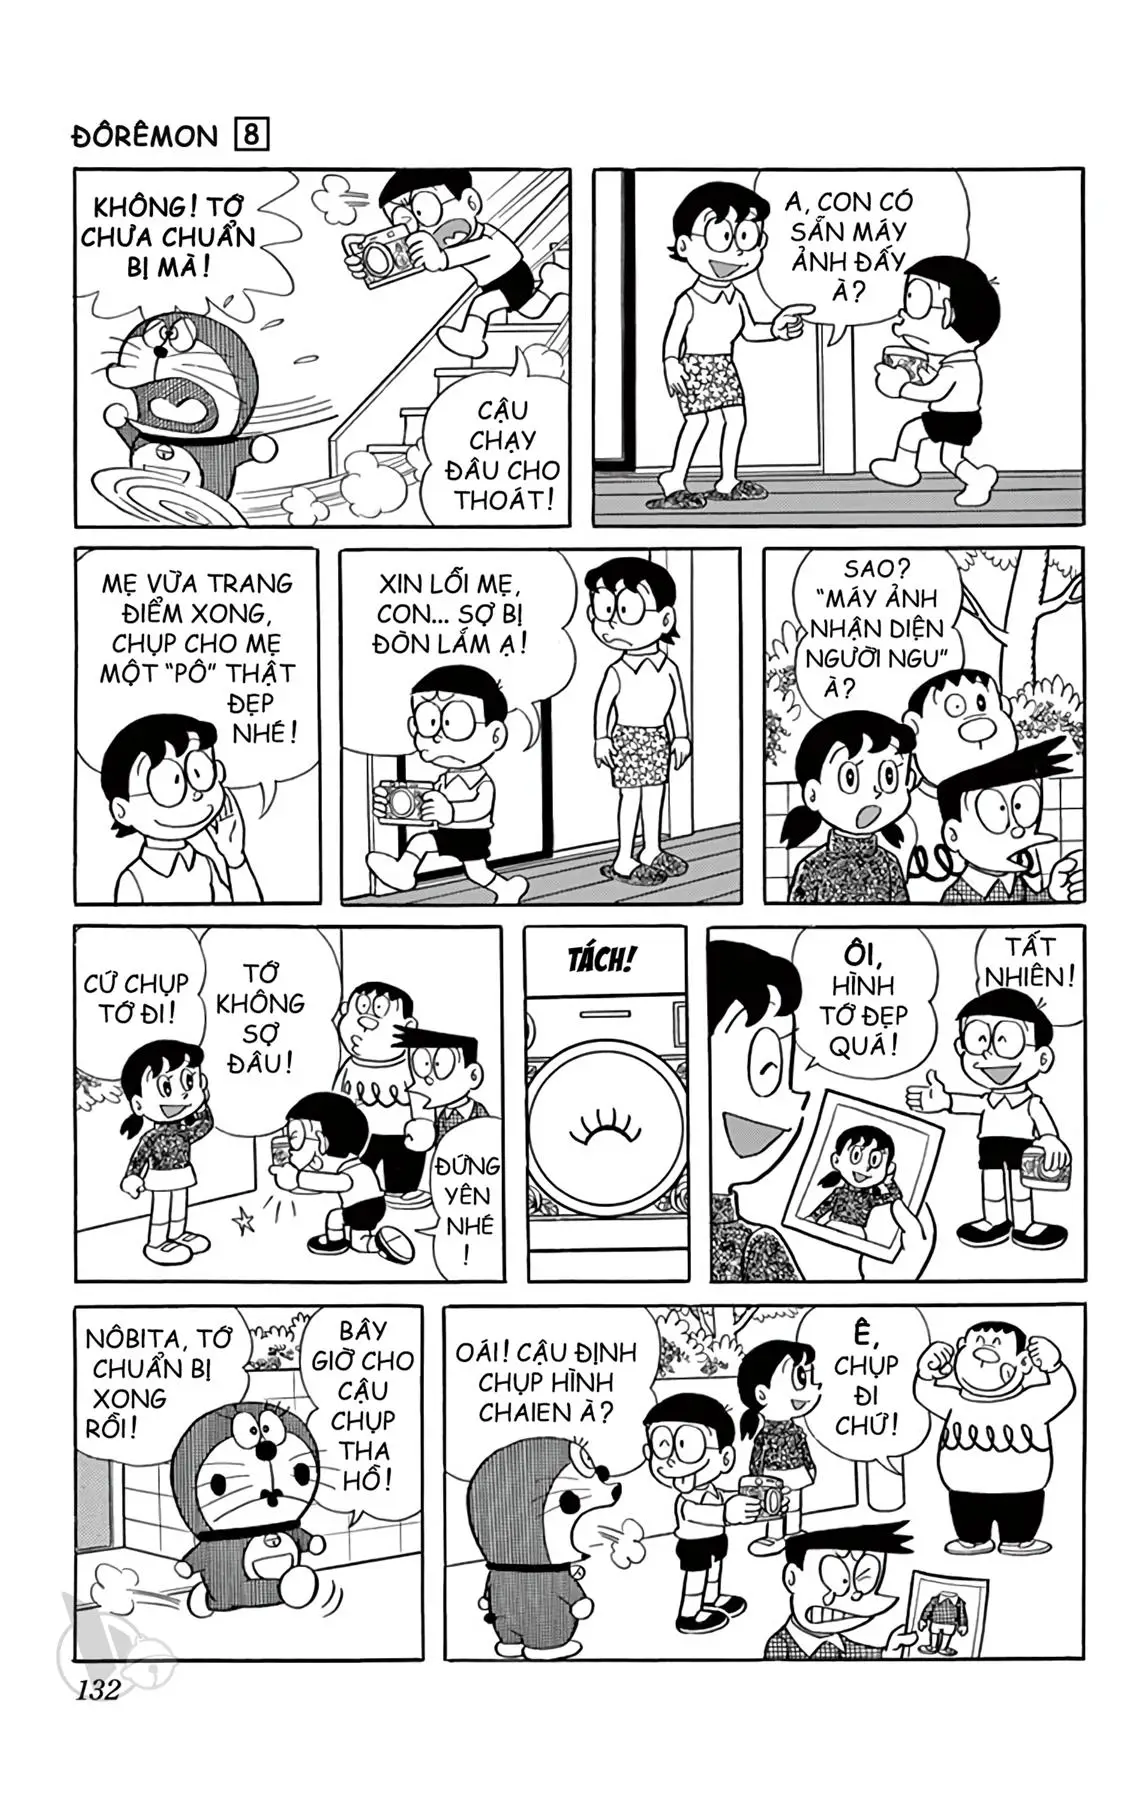 ĐÔRÊMON 8
KHÔNG! TỚ
CHƯA CHUẨN
BỊ MÀ!
CẬU
CHẠY
ĐÂU CHO
THOÁT!
A, CON CÓ
SẴN MÁY
ẢNH ĐẤY
À?
MẸ VỪA TRANG
ĐIỂM XONG,
CHỤP CHO MẸ
MỘT "PÔ" THẬT
ĐẸP
NHÉ!
XIN LỖI MẸ,
CON... SỢ BỊ
ĐÒN LẮM Ạ!
SAO?
"MÁY ẢNH
NHẬN DIỆN
NGƯỜI NGU"
À?
CỨ CHỤP
TỚ ĐI!
TỚ
KHÔNG
SỢ
ĐÂU!
ĐỨNG
YÊN
NHÉ
!
TÁCH!
ÔI,
HÌNH
TỚ ĐẸP
QUÁ!
TẤT
NHIÊN!
NÔBITA, TỚ
CHUẨN BỊ
XONG
RỒI!
BÂY
GIỜ CHO
CẬU
CHỤP
THA
HỒ!
OÁI! CẬU ĐỊNH
CHỤP HÌNH
CHAIEN À?
Ê,
CHỤP
ĐI
CHỨ!
132